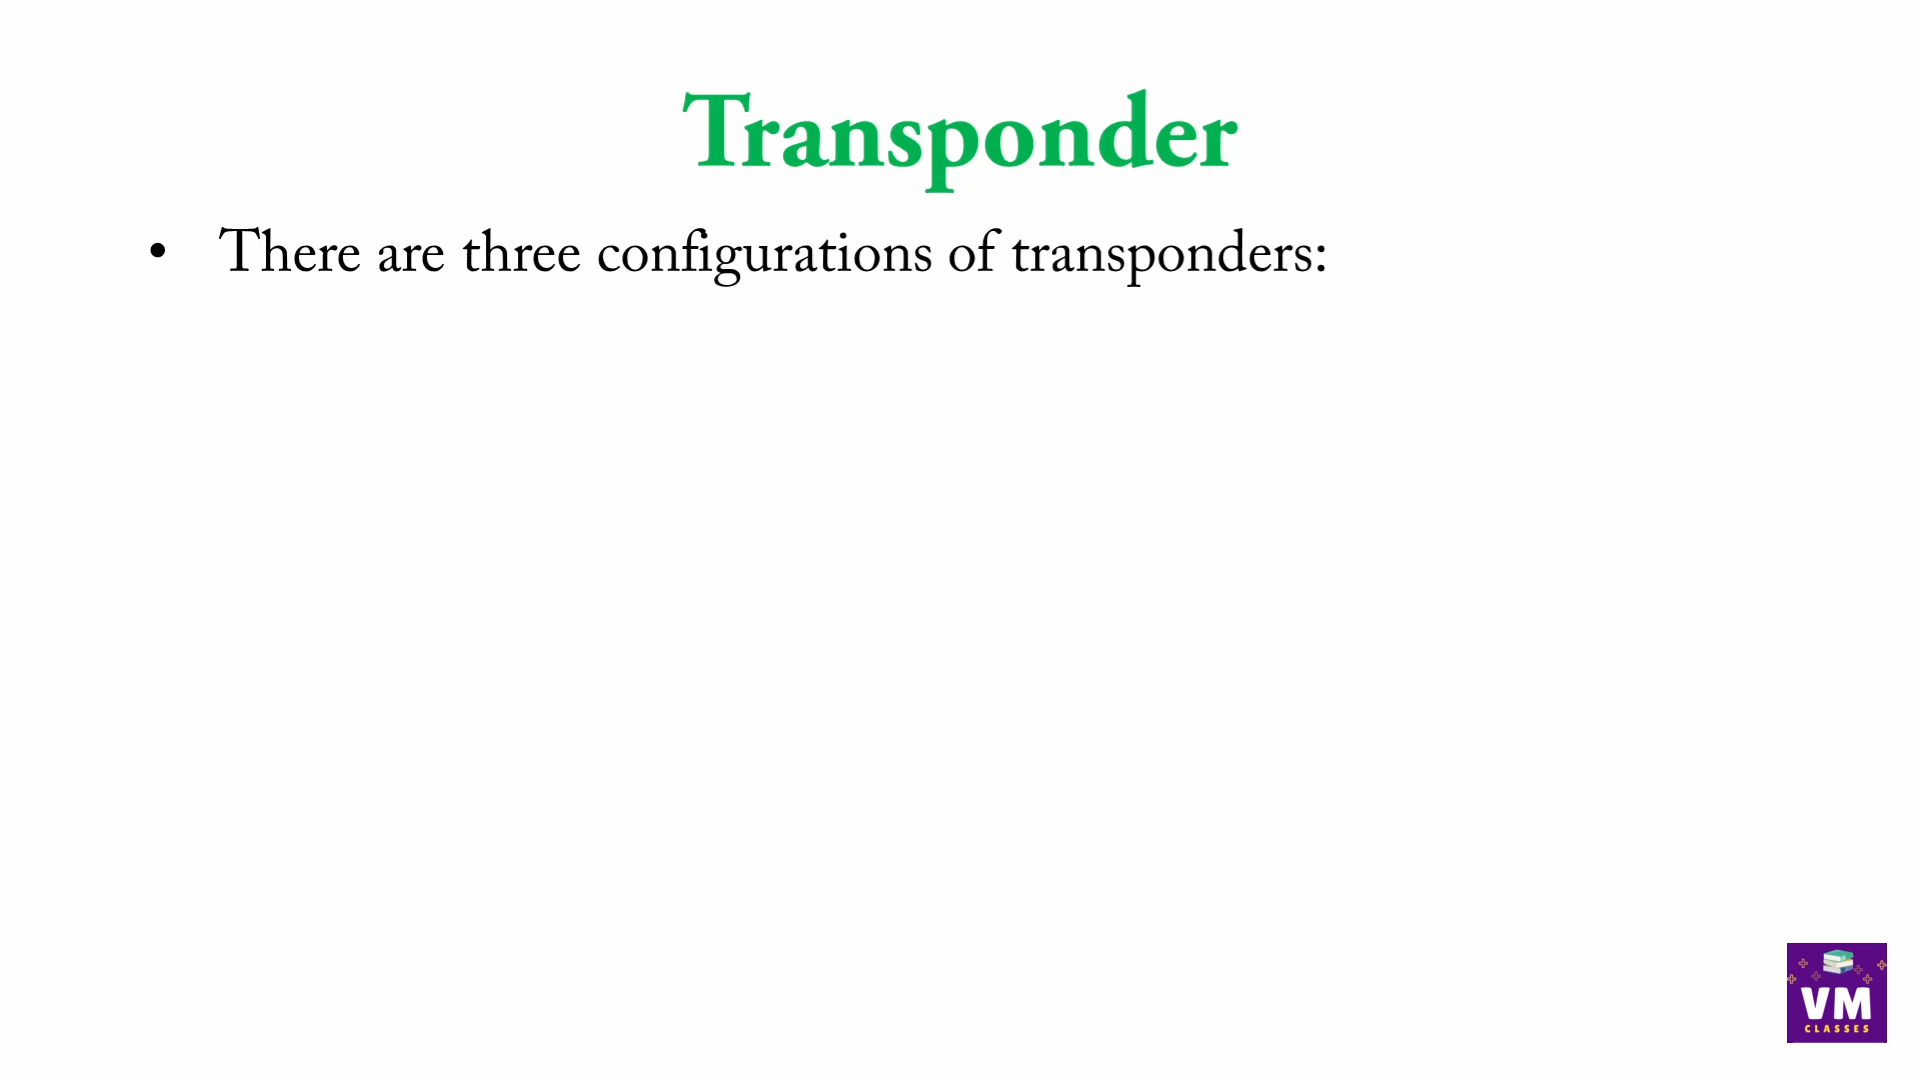 Transponder
• There are three configurations of transponders:
VM
CLASSES